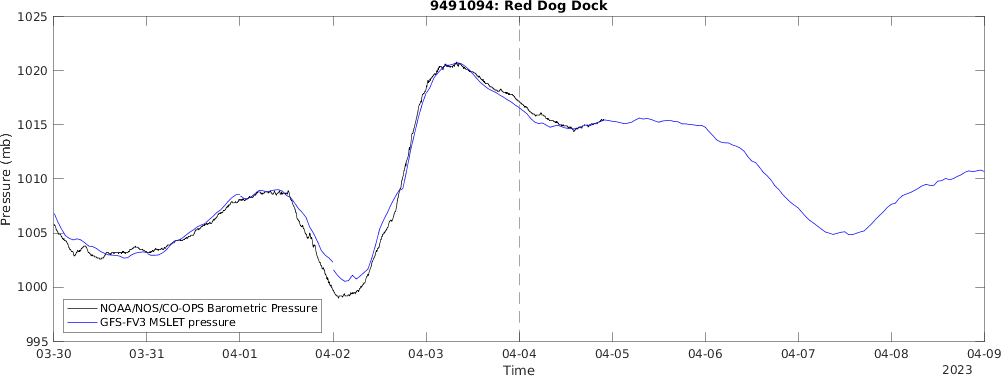 9491094: Red Dog Dock
Pressure (mb)
1025
1020
1015
1010
1005
1000
995
NOAA/NOS/CO-OPS Barometric Pressure
GFS-FV3 MSLET pressure
03-30 03-31 04-01 04-02 04-03 04-04 04-05 04-06 04-07 04-08 04-09
Time
2023